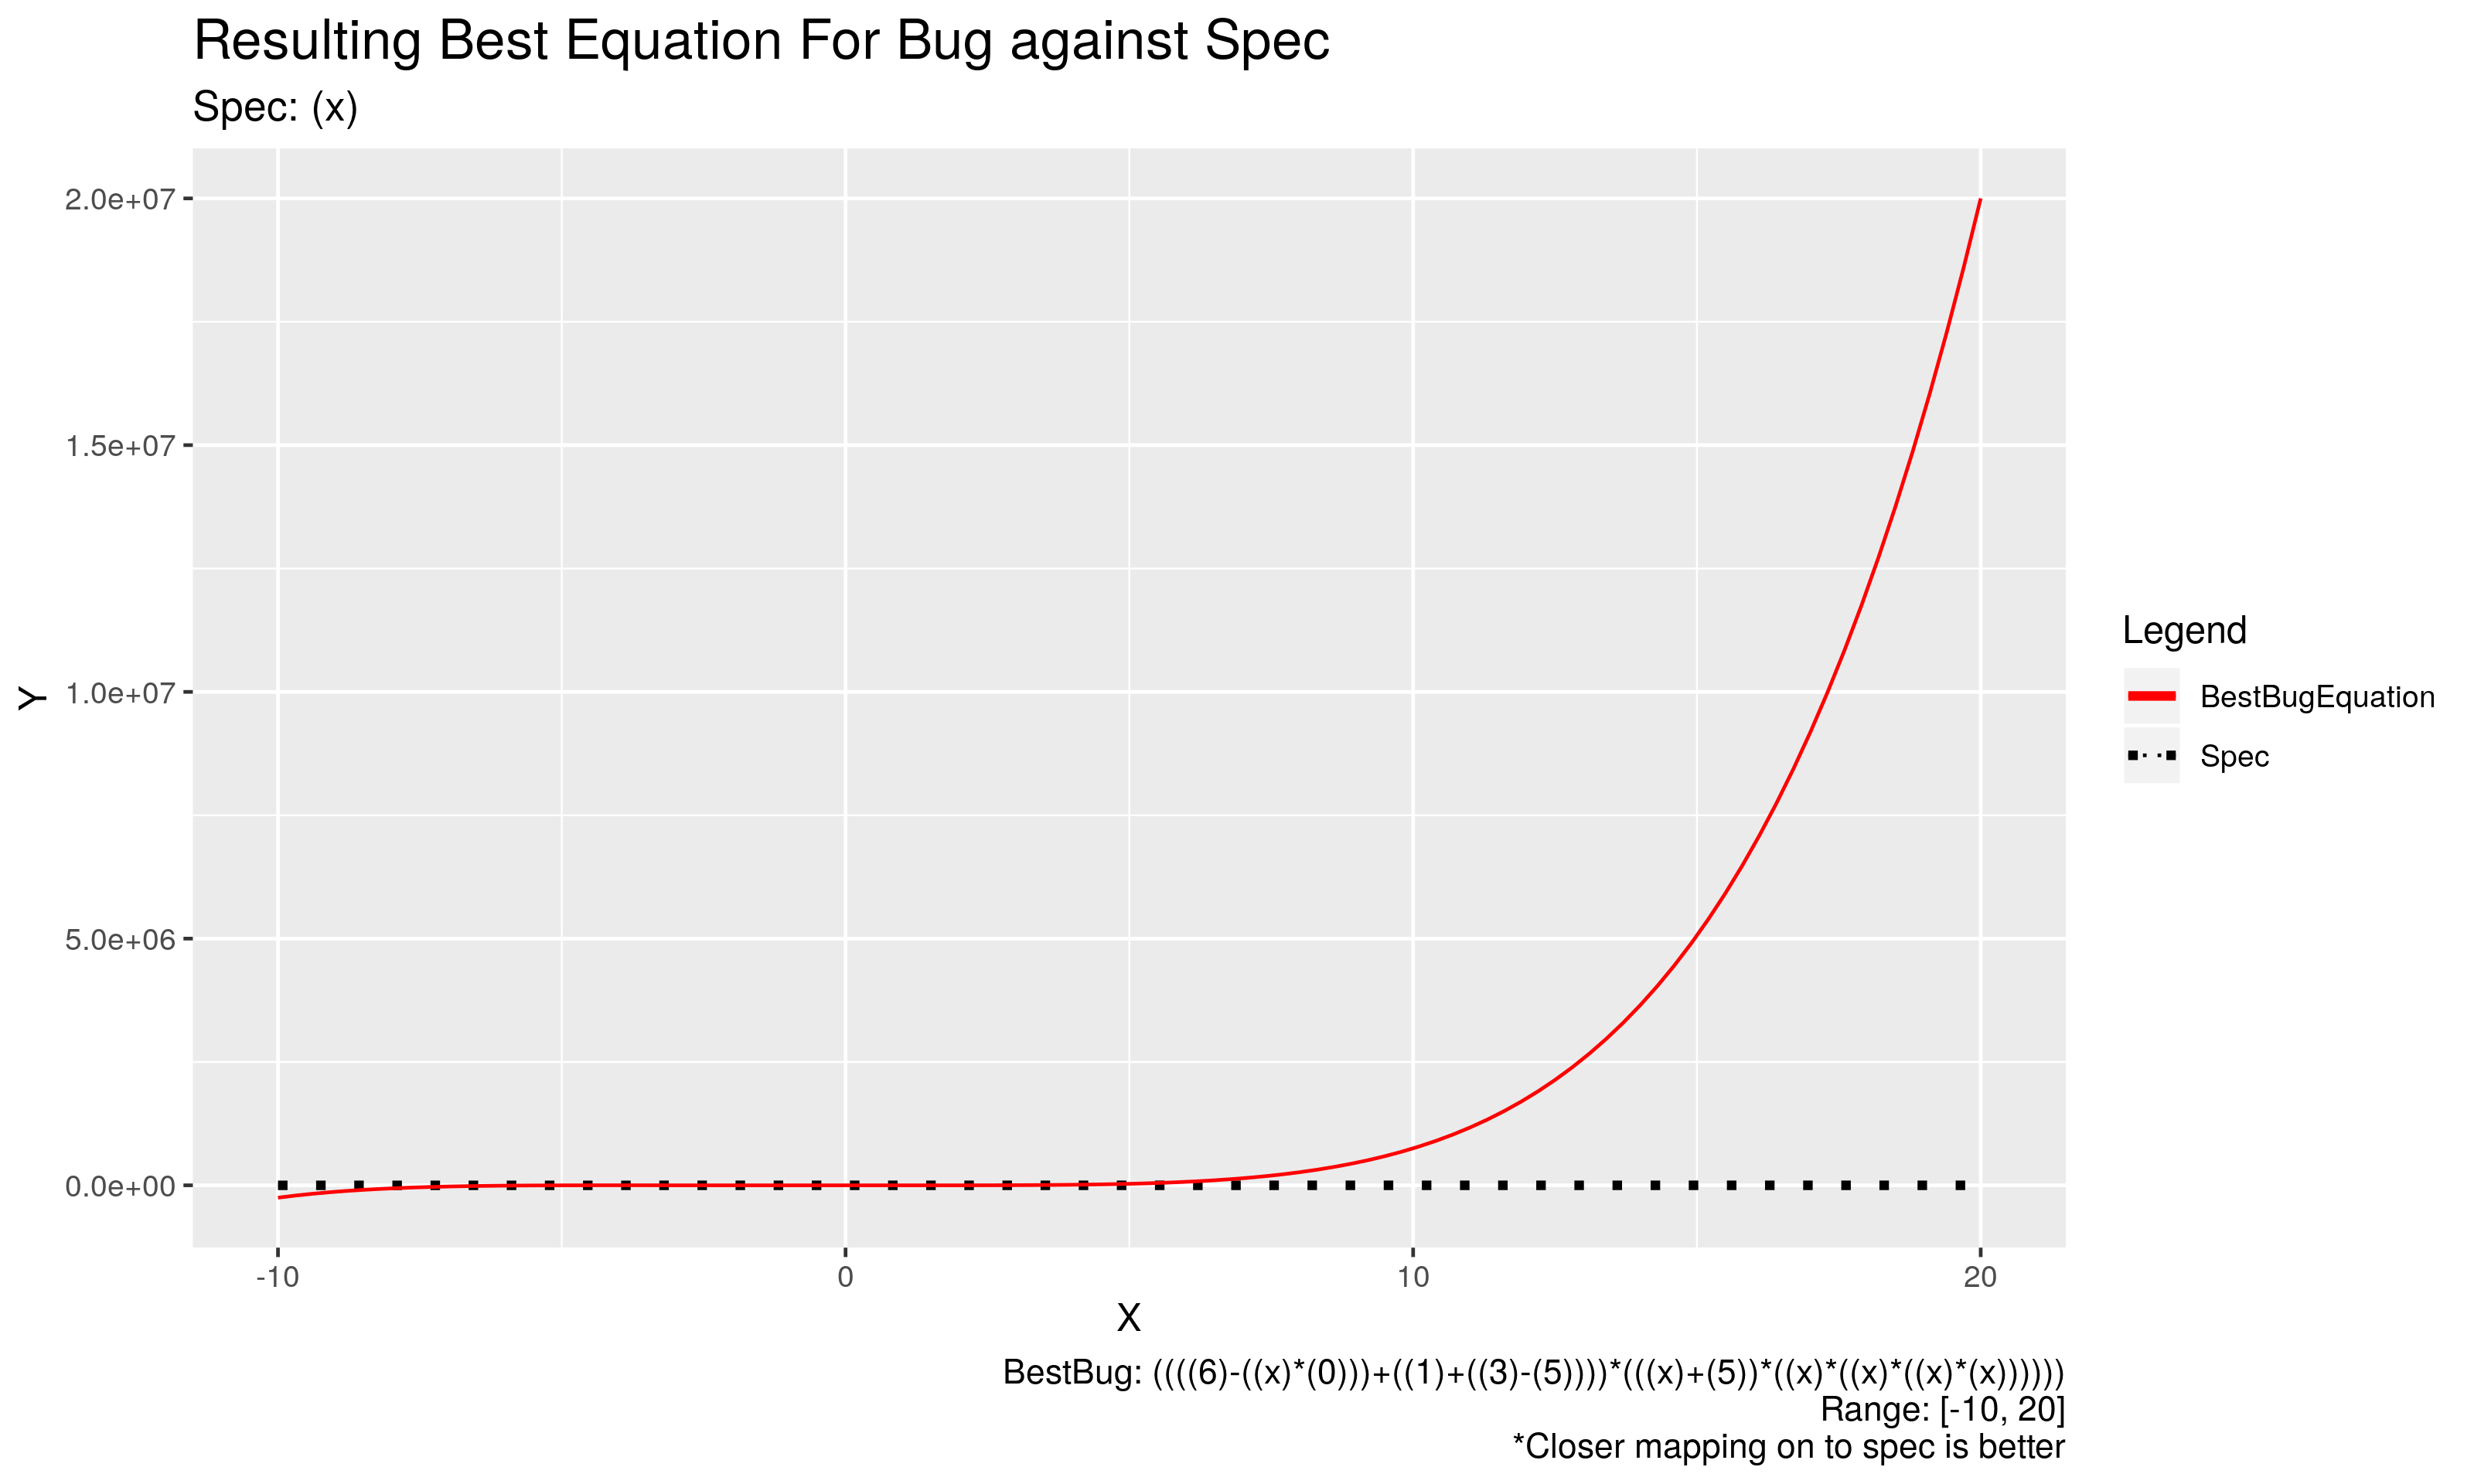 Resulting Best Equation For Bug against Spec
Spec: (x)
2.0e+07
1.5e+07
1.0e+07
5.0e+06
0.0e+00
Y
-10
0
10
20
X
Legend
BestBugEquation
Spec
BestBug: ((((6)-((x)*(0)))+((1)+((3)-(5))))*(((x)+(5))*((x)*((x)*((x)*(x))))))
Range: [-10, 20]
*Closer mapping on to spec is better